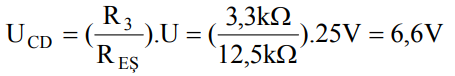 U_CD = (R_3 / R_EŞ).U = (3,3kΩ / 12,5kΩ).25V = 6,6V